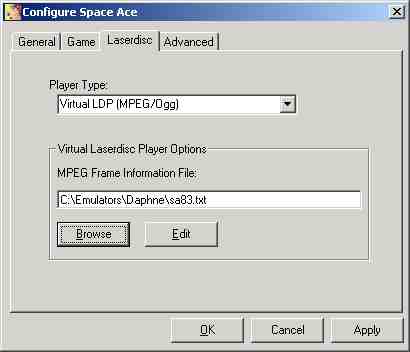 Configure Space Ace
General Game Laserdisc Advanced
Player Type:
Virtual LDP (MPEG/Ogg)
Virtual Laserdisc Player Options
MPEG Frame Information File:
C:\Emulators\Daphne\sa83.txt
Browse Edit
OK Cancel Apply